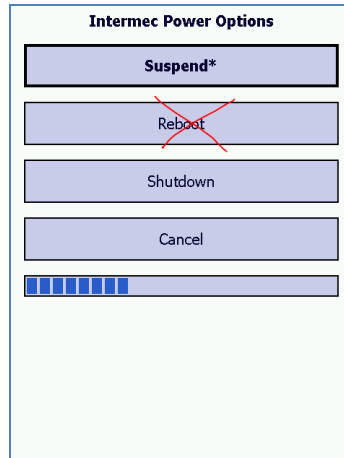 Intermec Power Options
Suspend*
Reboot
Shutdown
Cancel